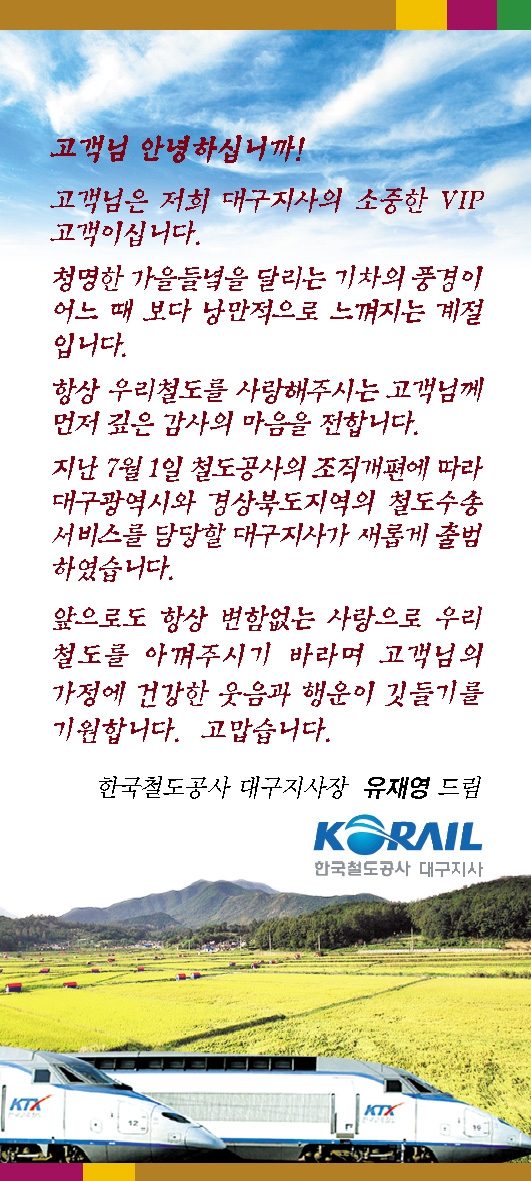 고객님 안녕하십니까!
고객님은 저희 대구지사의 소중한 VIP
고객이십니다.
청명한 가을들녘을 달리는 기차의 풍경이
어느 때 보다 낭만적으로 느껴지는 계절
입니다.
항상 우리철도를 사랑해주시는 고객님께
먼저 깊은 감사의 마음을 전합니다.
지난 7월 1일 철도공사의 조직개편에 따라
대구광역시와 경상북도지역의 철도수송
서비스를 담당할 대구지사가 새롭게 출범
하였습니다.
앞으로도 항상 변함없는 사랑으로 우리
철도를 아껴주시기 바라며 고객님의
가정에 건강한 웃음과 행운이 깃들기를
기원합니다. 고맙습니다.
한국철도공사 대구지사장 유재영 드림
KORAIL
한국철도공사 대구지사
KTX
12
KTX
19